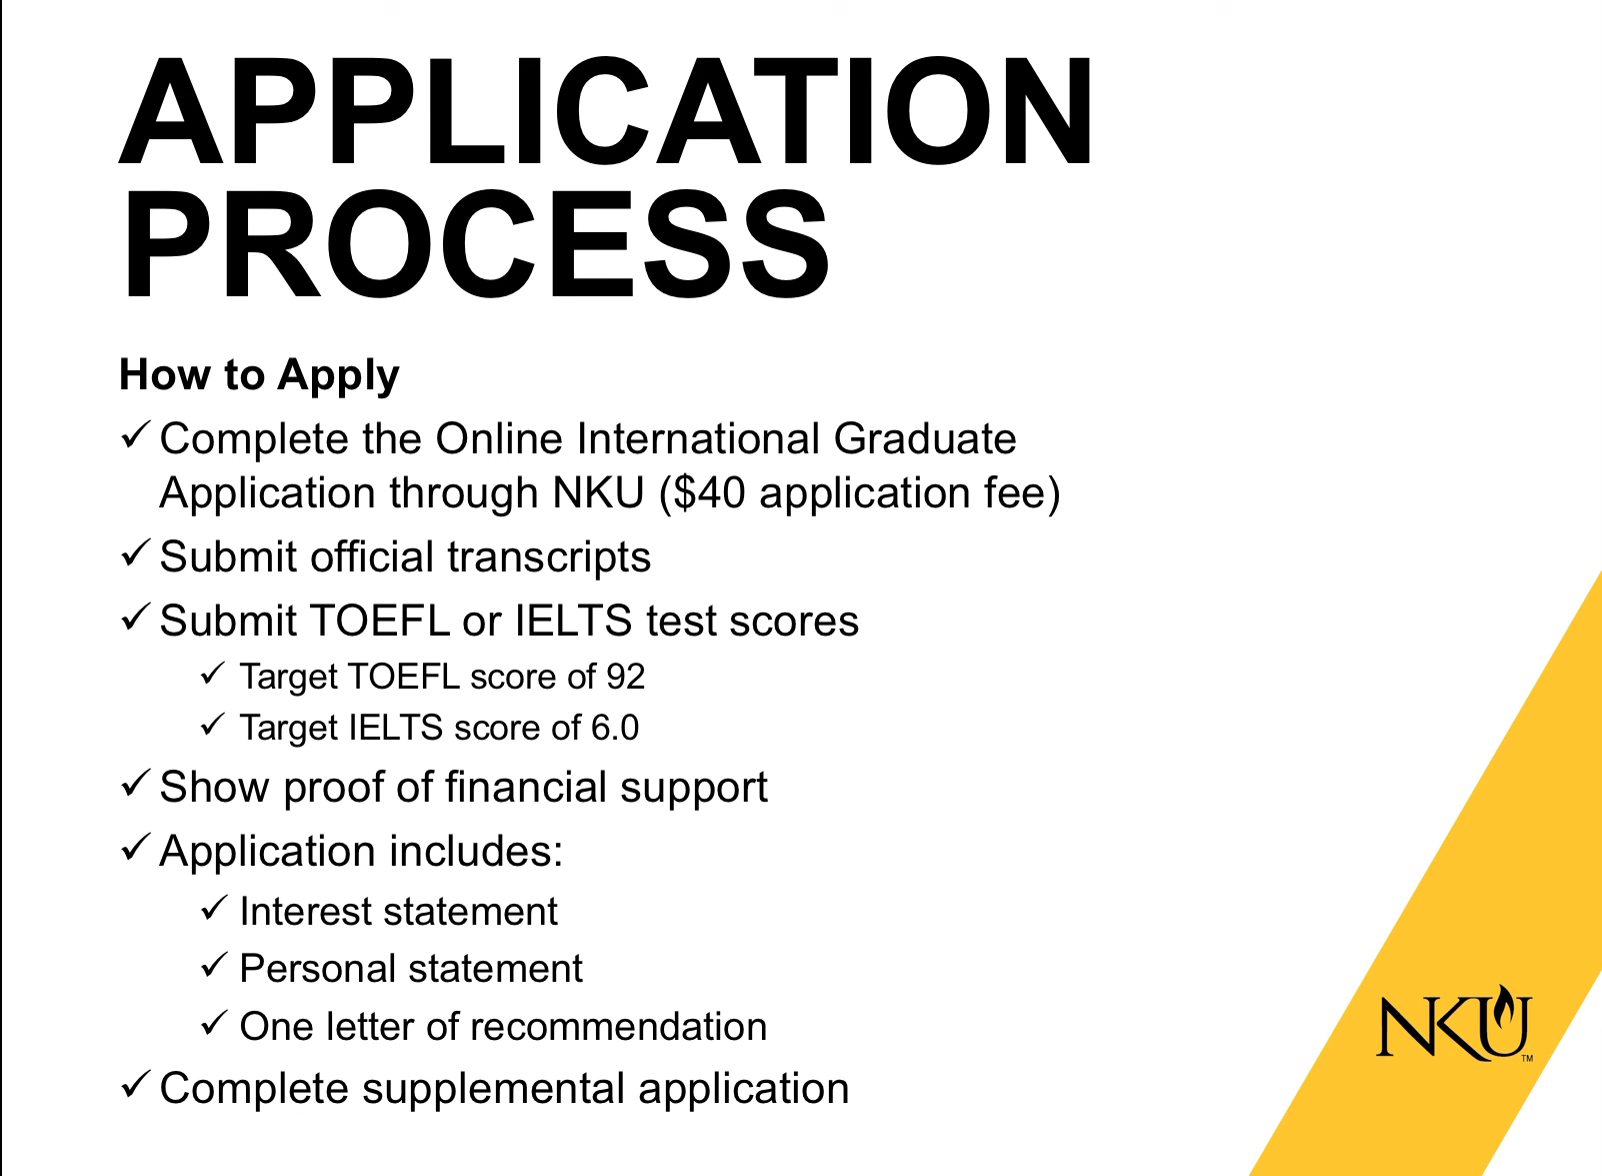 APPLICATION
PROCESS
How to Apply
✓ Complete the Online International Graduate
Application through NKU ($40 application fee)
✓ Submit official transcripts
✓ Submit TOEFL or IELTS test scores
✓ Target TOEFL score of 92
✓ Target IELTS score of 6.0
✓ Show proof of financial support
✓ Application includes:
✓ Interest statement
✓ Personal statement
✓ One letter of recommendation
✓ Complete supplemental application
NKU™